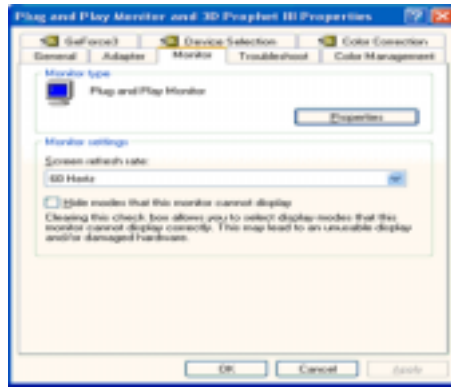 Plug and Play Monitor and 3D Prophet III Properties
GeForce3 Device Selection Color Correction
General Adapter Monitor Troubleshoot Color Management
Monitor type
Plug and Play Monitor
Properties
Monitor settings
Screen refresh rate:
60 Hertz
Hide modes that this monitor cannot display
Clearing this check box allows you to select display modes that this
monitor cannot display correctly. This may lead to an unusable display
and/or damaged hardware.
OK Cancel Apply